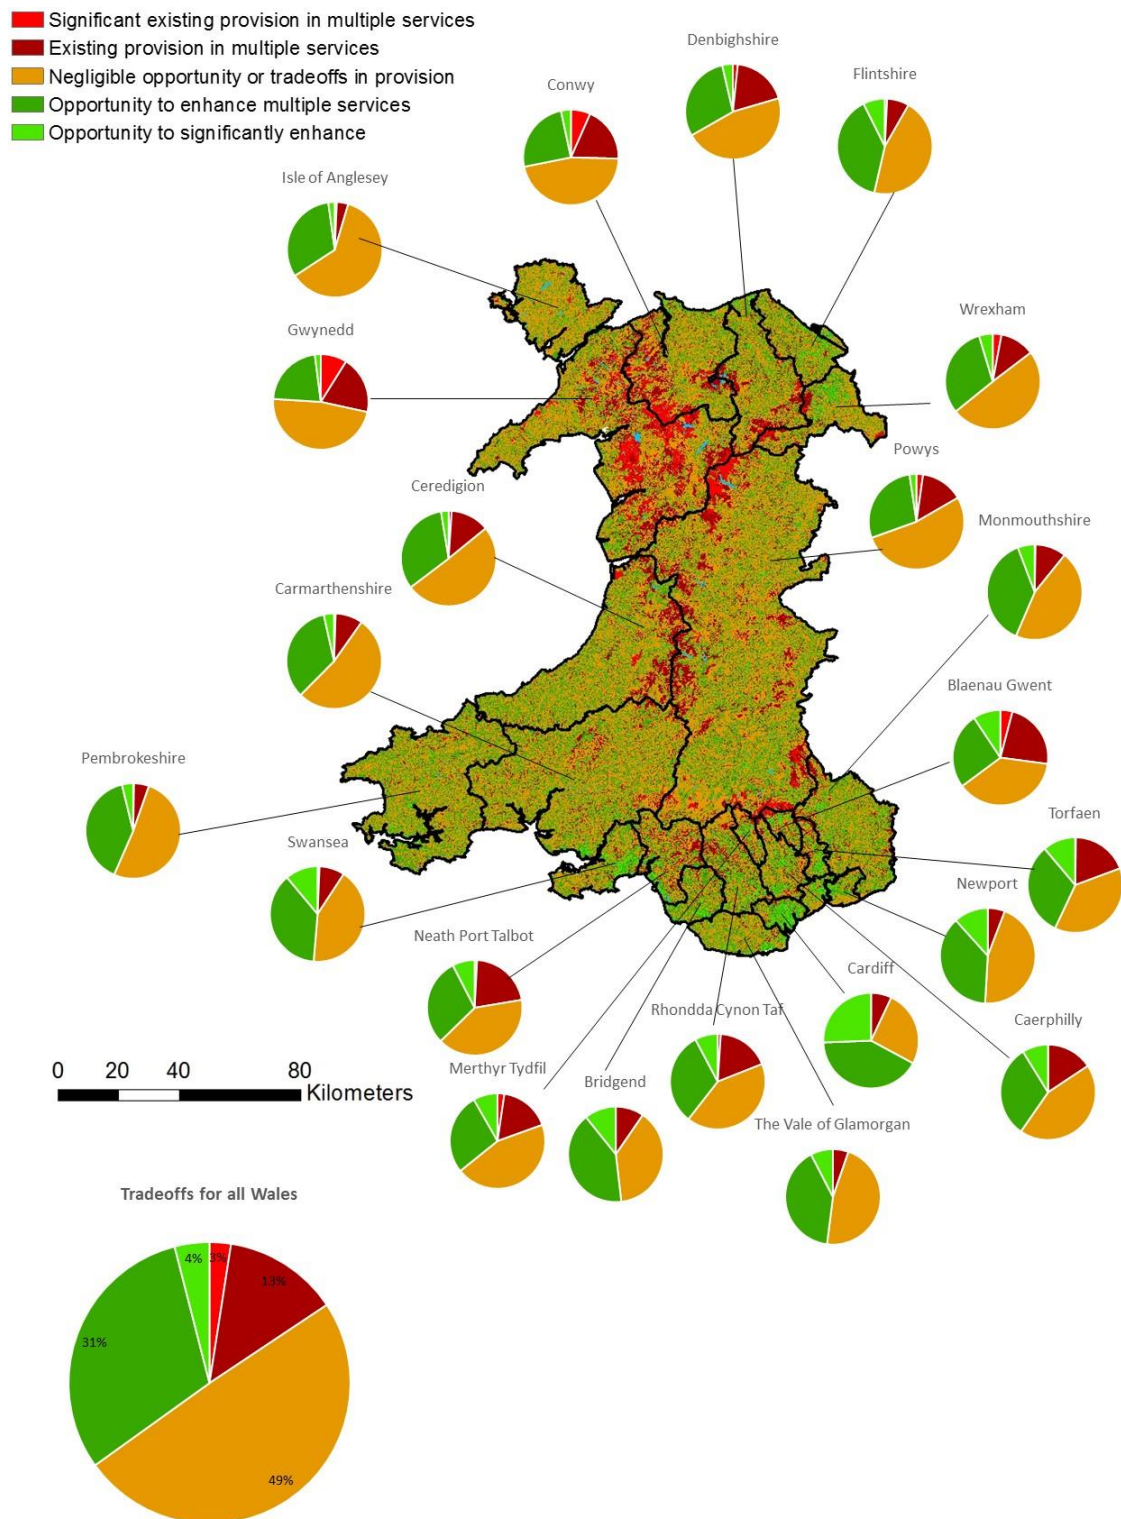 Significant existing provision in multiple services
Existing provision in multiple services
Negligible opportunity or tradeoffs in provision
Opportunity to enhance multiple services
Opportunity to significantly enhance
Denbighshire
Flintshire
Conwy
Isle of Anglesey
Gwynedd
Wrexham
Powys
Ceredigion
Monmouthshire
Carmarthenshire
Blaenau Gwent
Pembrokeshire
Torfaen
Swansea
Newport
Neath Port Talbot
Cardiff
Rhondda Cynon Taf
Caerphilly
Merthyr Tydfil
Bridgend
The Vale of Glamorgan
0 20 40 80
Kilometers
Tradeoffs for all Wales
4% 3%
13%
31%
49%